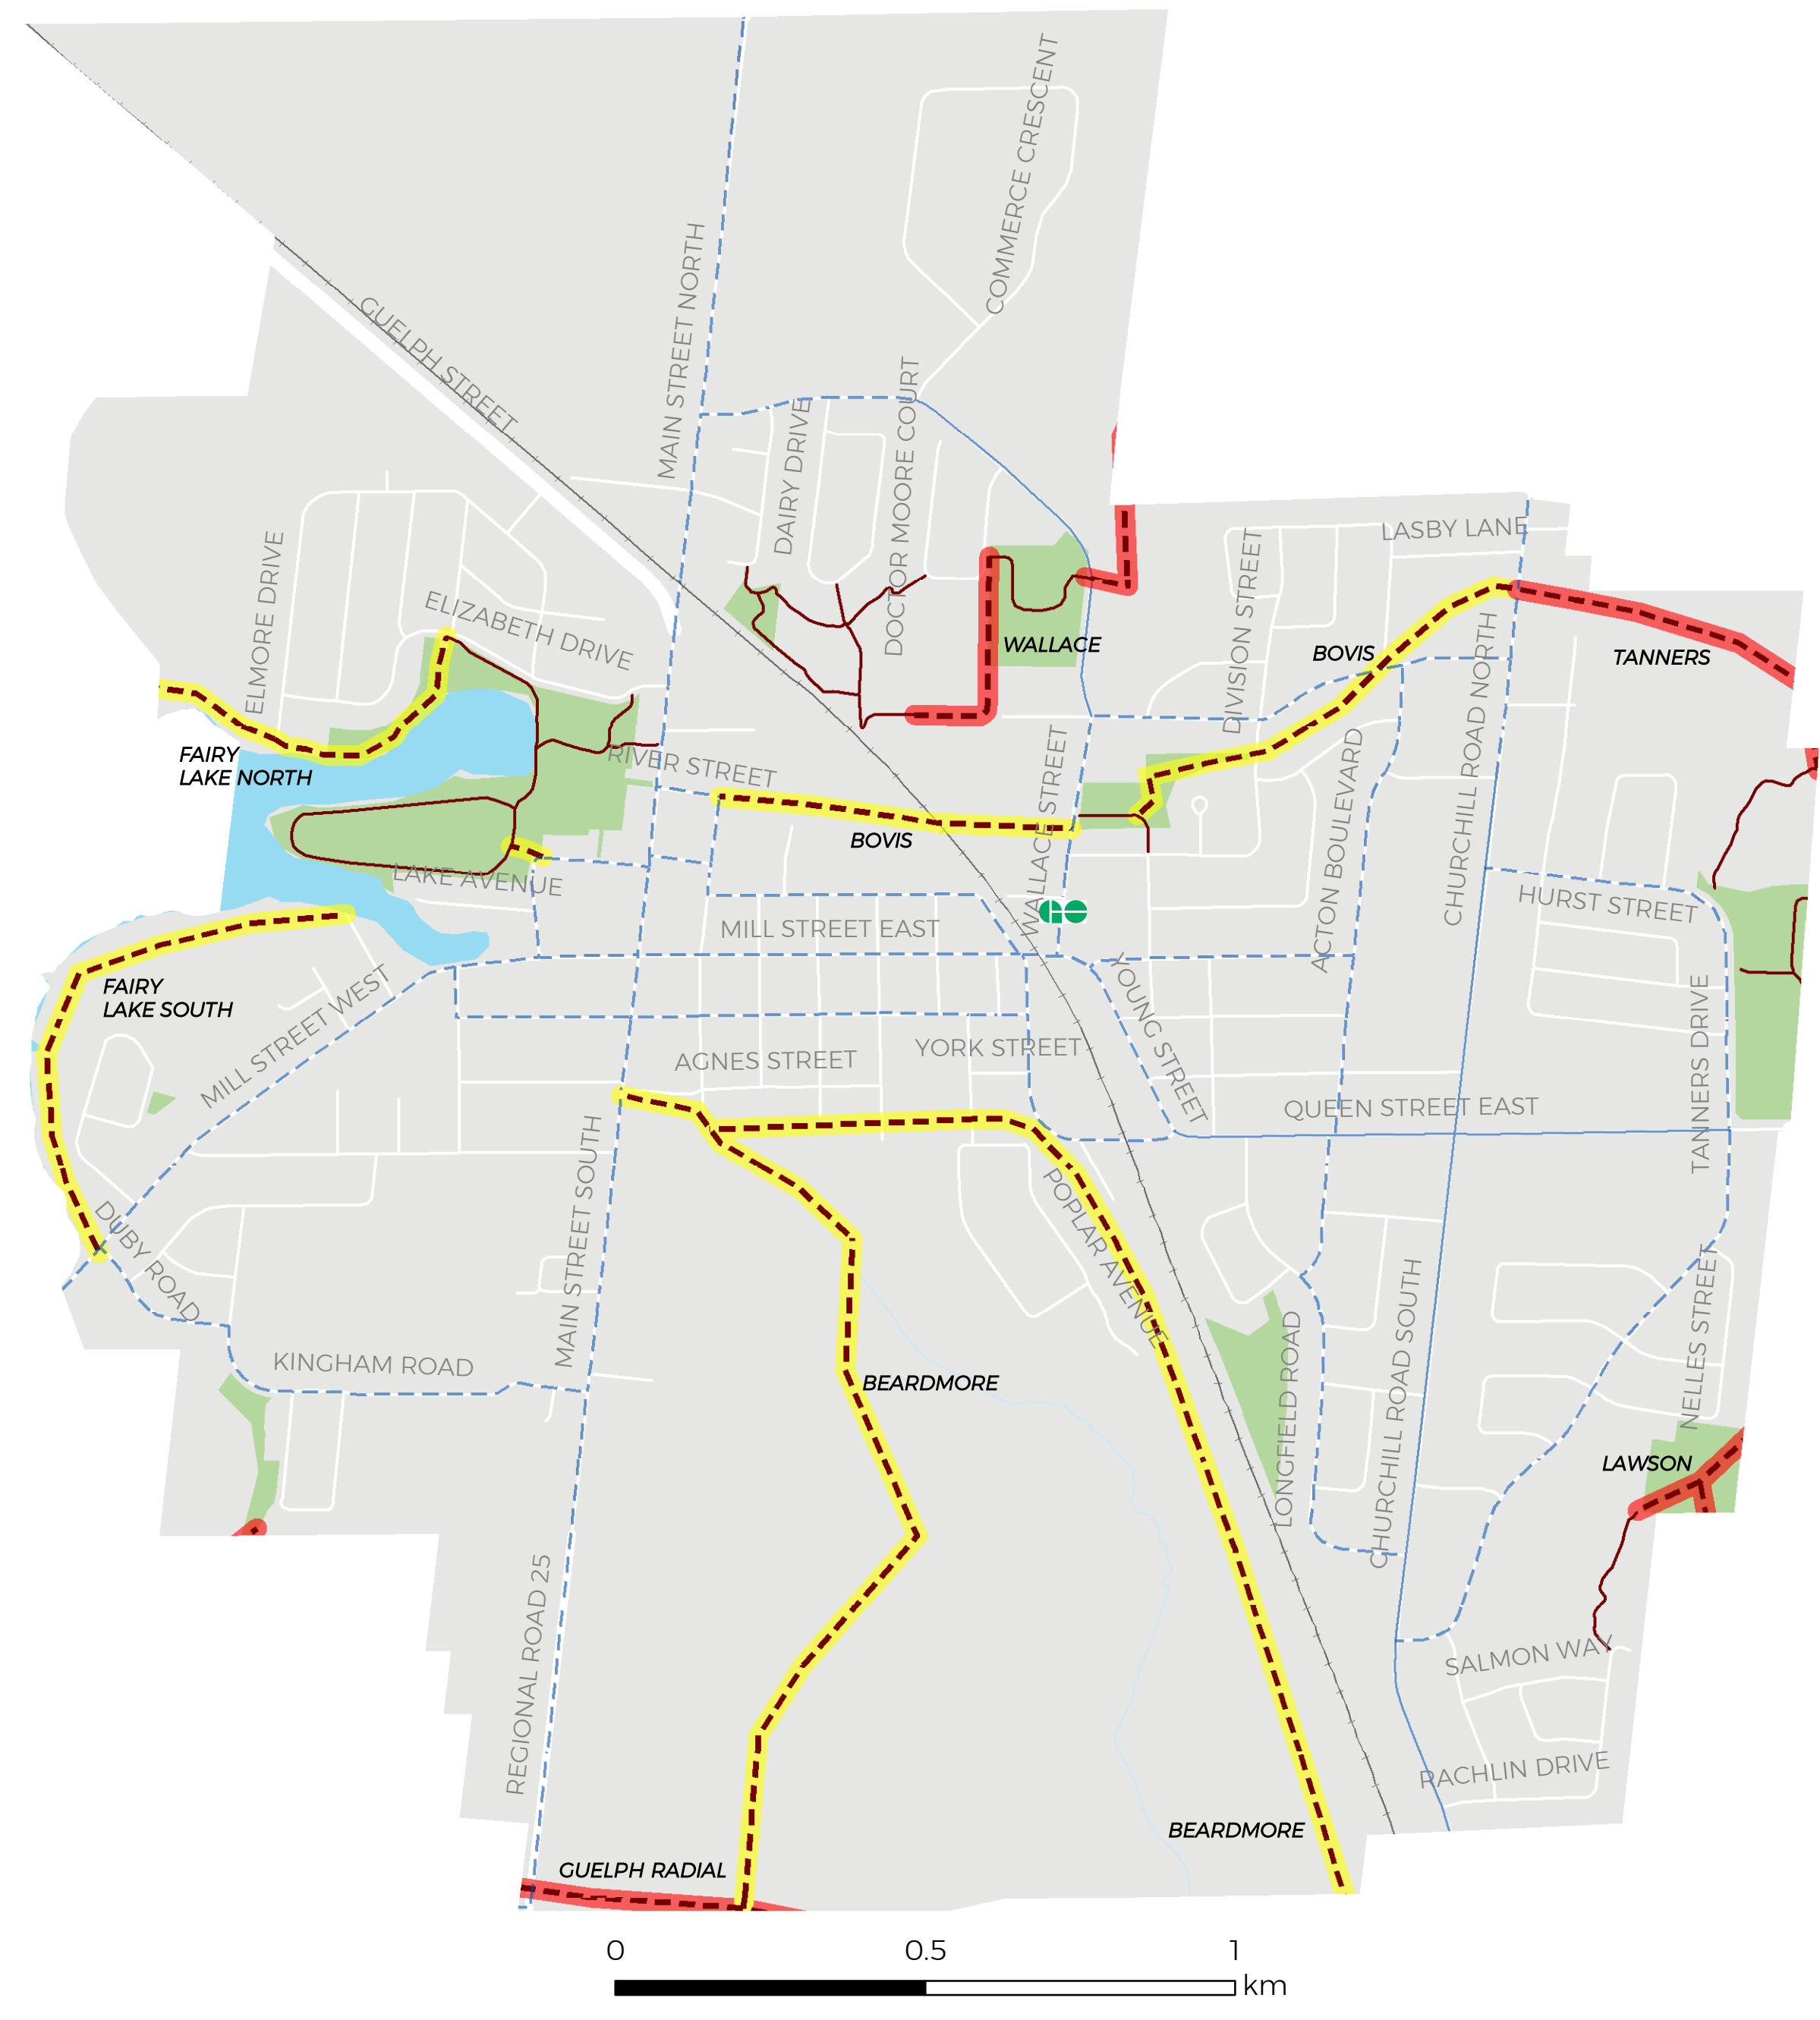 COMMERCE CRESCENT
MAIN STREET NORTH
GUELPH STREET
DOCTOR MOORE COURT
DAIRY DRIVE
LASBY LANE
ELMORE DRIVE
ELIZABETH DRIVE
DIVISION STREET
WALLACE
BOVIS
TANNERS
CHURCHILL ROAD NORTH
FAIRY
LAKE NORTH
RIVER STREET
WALLACE STREET
ACTON BOULEVARD
BOVIS
LAKE AVENUE
HURST STREET
GO
MILL STREET EAST
FAIRY
LAKE SOUTH
MILL STREET WEST
YOUNG STREET
TANNERS DRIVE
AGNES STREET
YORK STREET
QUEEN STREET EAST
MAIN STREET SOUTH
DUBY ROAD
POPLAR AVENUE
NELLES STREET
KINGHAM ROAD
BEARDMORE
LONGFIELD ROAD
CHURCHILL ROAD SOUTH
LAWSON
REGIONAL ROAD 25
SALMON WAY
RACHLIN DRIVE
BEARDMORE
GUELPH RADIAL
0 0.5 1
km